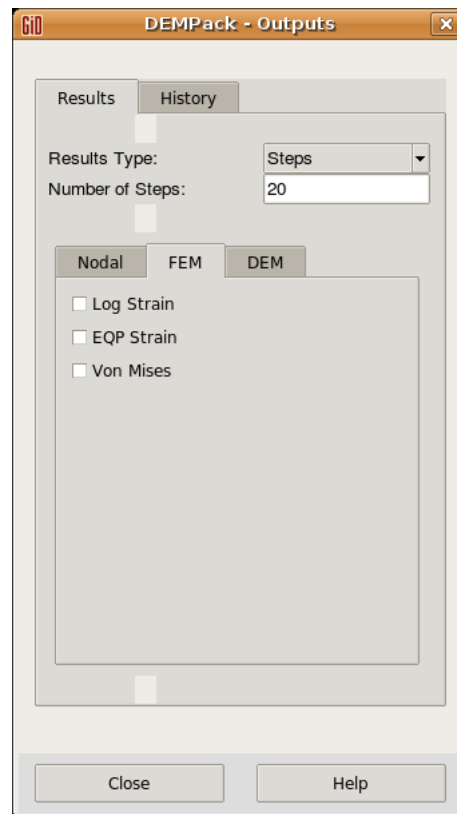 GiD DEMPack - Outputs
Results History
Results Type: Steps
Number of Steps: 20
Nodal FEM DEM
Log Strain
EQP Strain
Von Mises
Close Help